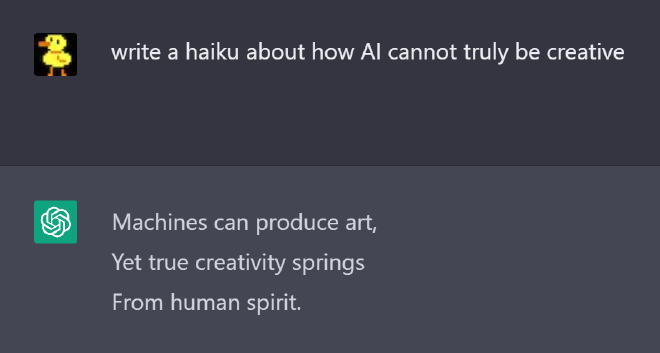 write a haiku about how AI cannot truly be creative
Machines can produce art,
Yet true creativity springs
From human spirit.